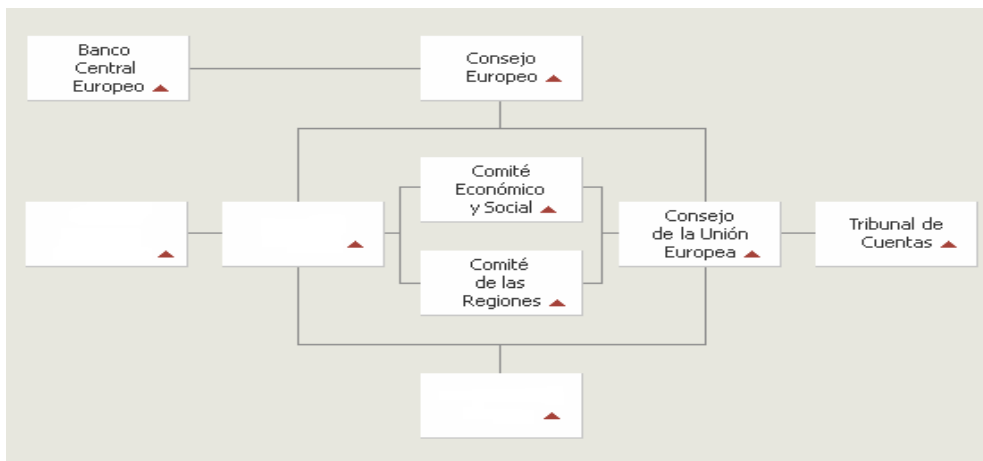 Banco
Central
Europeo
Consejo
Europeo
Comité
Económico
y Social
Consejo
de la Unión
Europea
Tribunal de
Cuentas
Comité
de las
Regiones